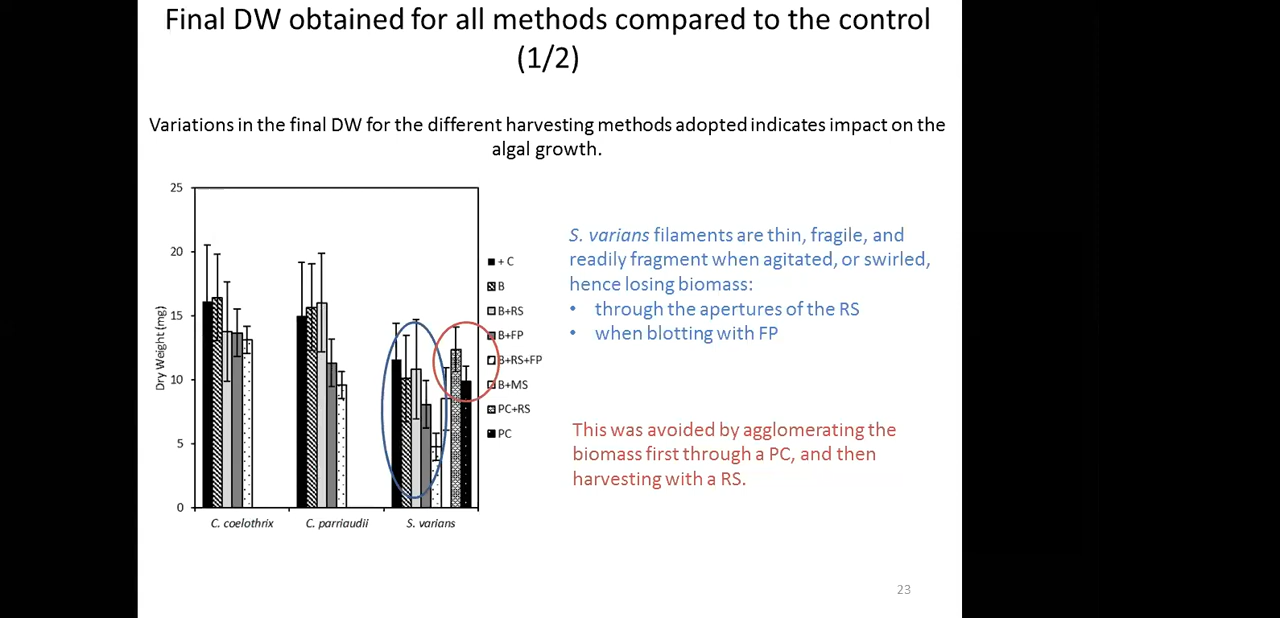 Final DW obtained for all methods compared to the control
(1/2)
Variations in the final DW for the different harvesting methods adopted indicates impact on the
algal growth.
25
20
15
10
5
0
Dry Weight (mg)
C. coelothrix
C. parriaudii
S. varians
+ C
B
B+RS
B+FP
B+RS+FP
B+MS
PC+RS
PC
S. varians filaments are thin, fragile, and
readily fragment when agitated, or swirled,
hence losing biomass:
• through the apertures of the RS
• when blotting with FP
This was avoided by agglomerating the
biomass first through a PC, and then
harvesting with a RS.
23